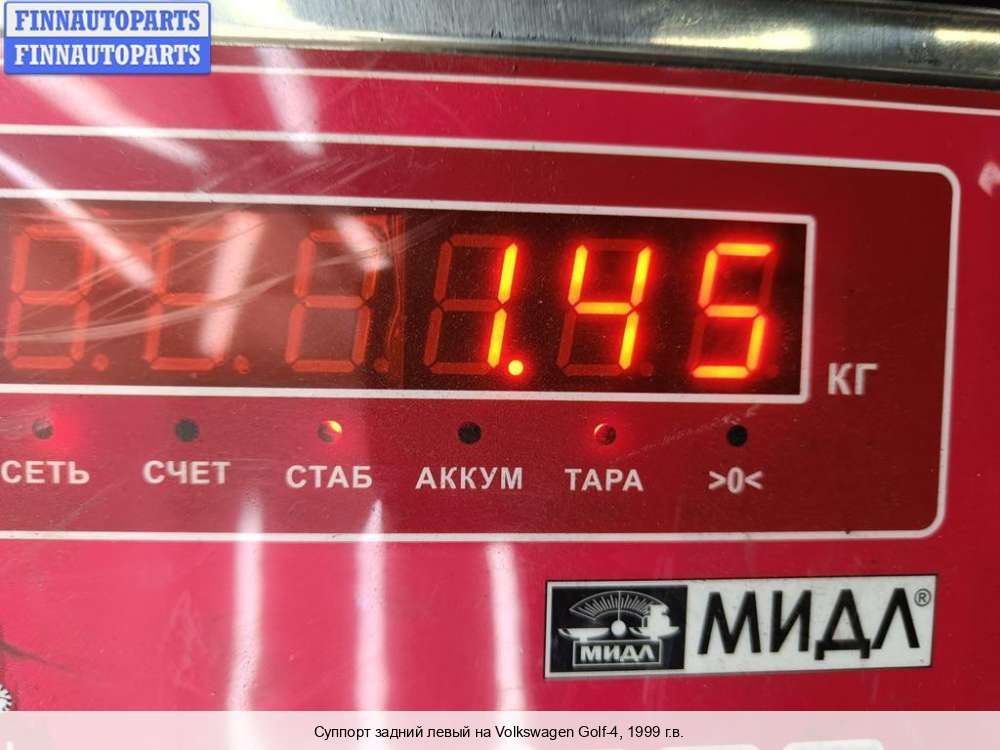 FINNAUTOPARTS
FINNAUTOPARTS
1.45
КГ
СЕТЬ СЧЕТ СТАБ АККУМ ТАРА >0<
МИДЛ МИДЛ®
Суппорт задний левый на Volkswagen Golf-4, 1999 г.в.